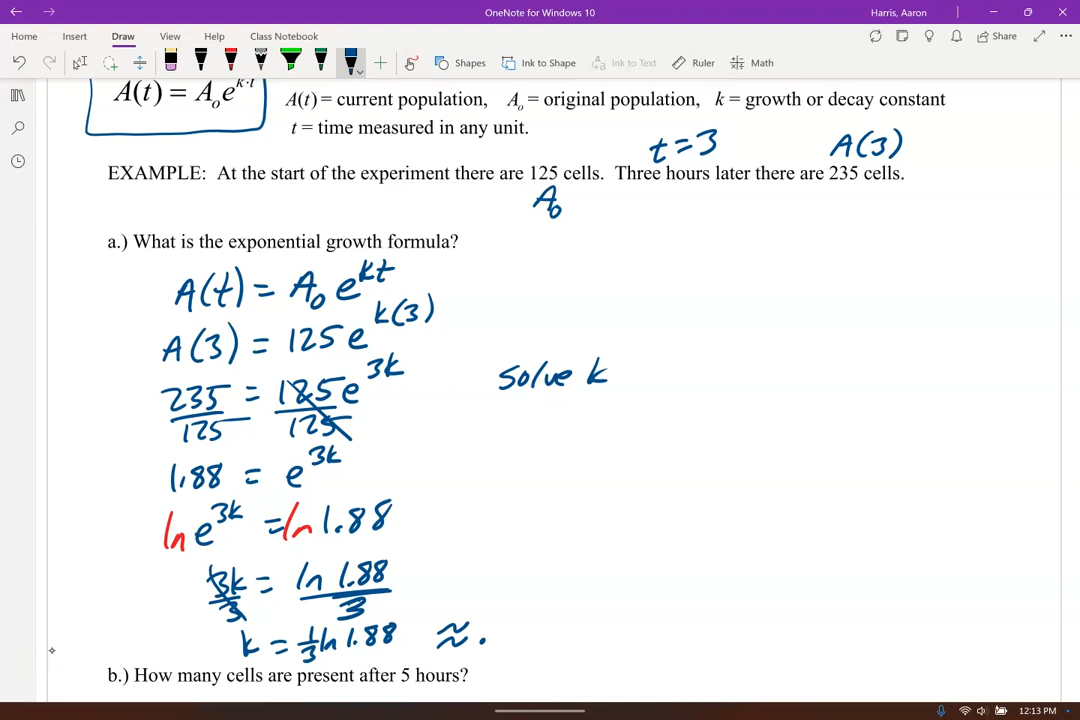 OneNote for Windows 10
Harris, Aaron
Home Insert Draw View Help Class Notebook
Share
Shapes Ink to Shape Ink to Text Ruler Math
A(t) = A₀e^(k·t)
A(t) = current population, A₀ = original population, k = growth or decay constant
t = time measured in any unit.
t = 3 A(3)
EXAMPLE: At the start of the experiment there are 125 cells. Three hours later there are 235 cells.
A₀
a.) What is the exponential growth formula?
A(t) = A₀ e^(kt)
A(3) = 125 e^(k(3))
235/125 = 125e^(3k)/125
solve k
1.88 = e^(3k)
ln e^(3k) = ln 1.88
3k/3 = ln 1.88/3
k = 1/3 ln 1.88 ≈ .
b.) How many cells are present after 5 hours?
12:13 PM